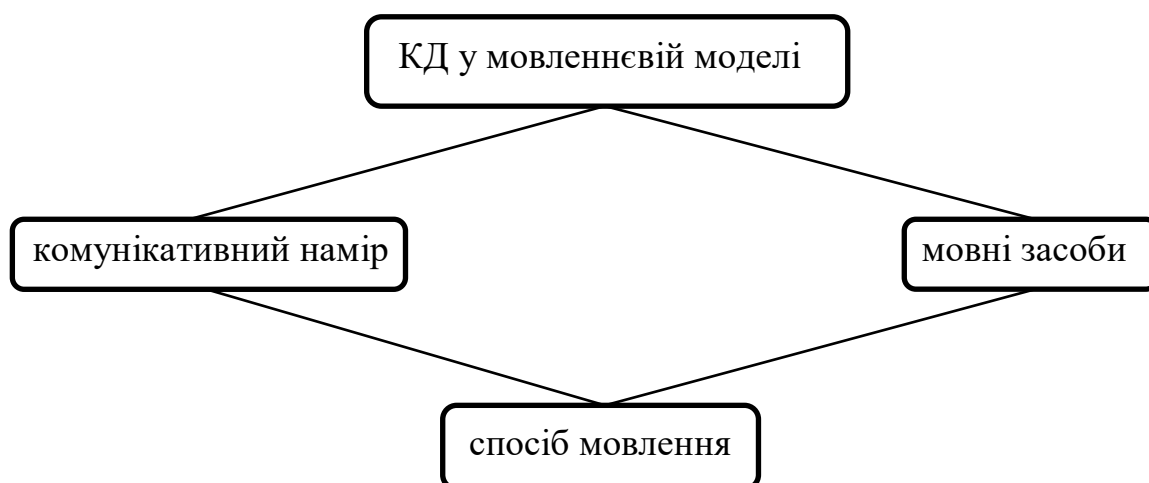 КД у мовленнєвій моделі
комунікативний намір
мовні засоби
спосіб мовлення